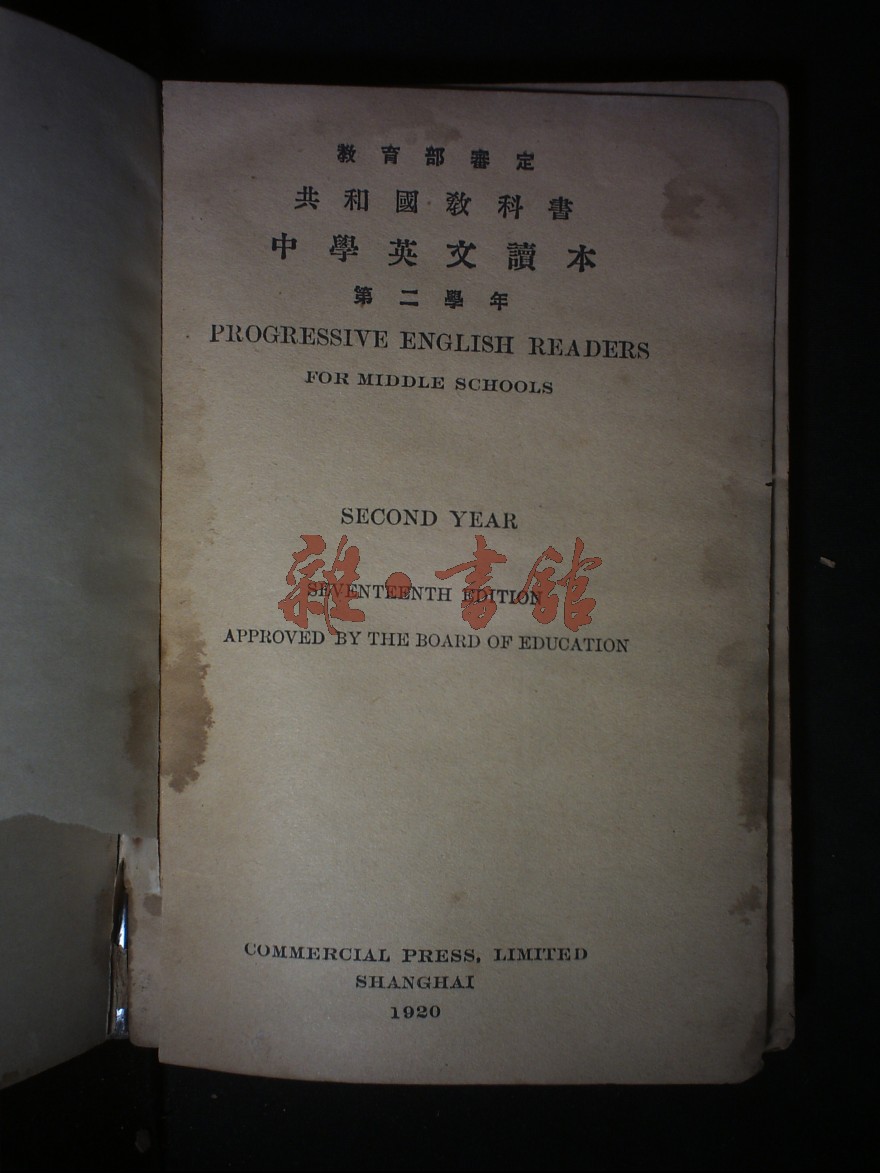 教育部審定
共和國教科書
中學英文讀本
第二學年
PROGRESSIVE ENGLISH READERS
FOR MIDDLE SCHOOLS
SECOND YEAR
雜·書館
SEVENTEENTH EDITION
APPROVED BY THE BOARD OF EDUCATION
COMMERCIAL PRESS, LIMITED
SHANGHAI
1920